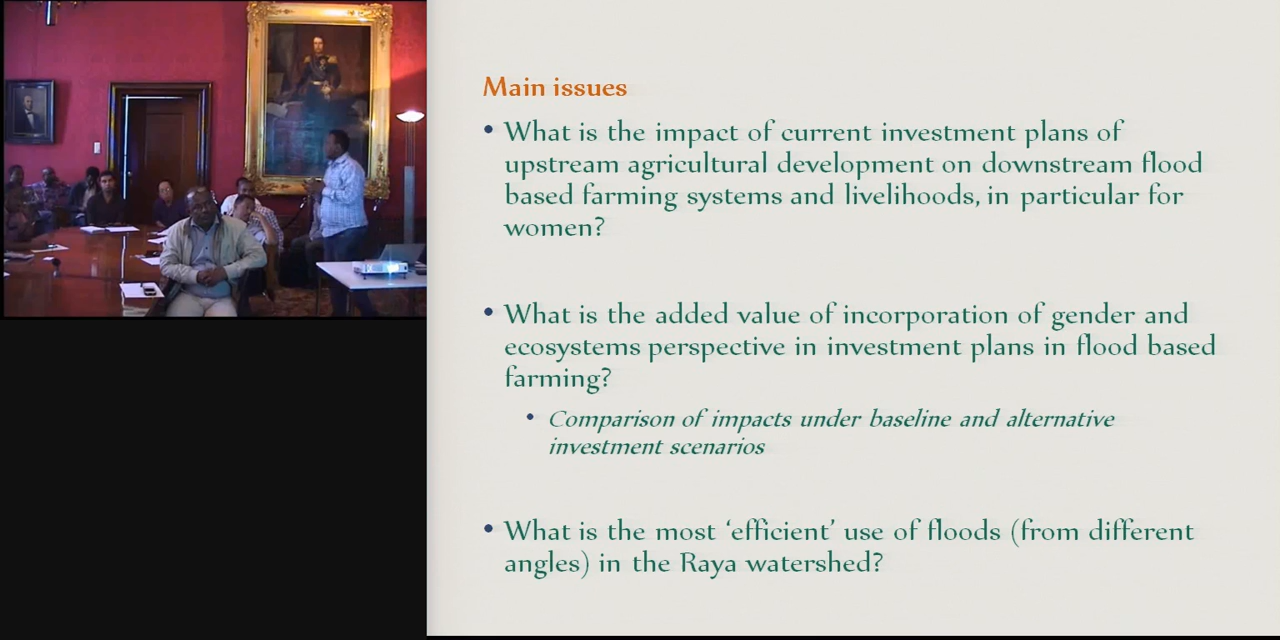 Main issues
• What is the impact of current investment plans of
upstream agricultural development on downstream flood
based farming systems and livelihoods, in particular for
women?
• What is the added value of incorporation of gender and
ecosystems perspective in investment plans in flood based
farming?
• Comparison of impacts under baseline and alternative
investment scenarios
• What is the most ‘efficient’ use of floods (from different
angles) in the Raya watershed?